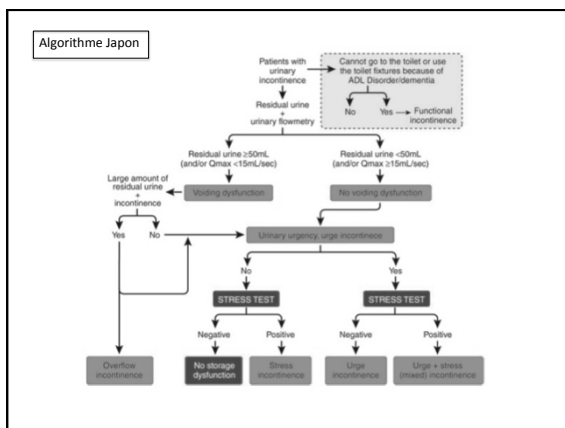 Algorithme Japon
Patients with
urinary
incontinence
Cannot go to the toilet or use
the toilet fixtures because of
ADL Disorder/dementia
No
Yes
Functional
incontinence
Residual urine
+
urinary flowmetry
Residual urine ≥50mL
(and/or Qmax <15mL/sec)
Residual urine <50mL
(and/or Qmax ≥15mL/sec)
Large amount of
residual urine
+
incontinence
Voiding dysfunction
No voiding dysfunction
Yes
No
Urinary urgency, urge incontinece
No
Yes
STRESS TEST
STRESS TEST
Negative
Positive
Negative
Positive
Overflow
incontinence
No storage
dysfunction
Stress
incontinence
Urge
incontinence
Urge + stress
(mixed) incontinence